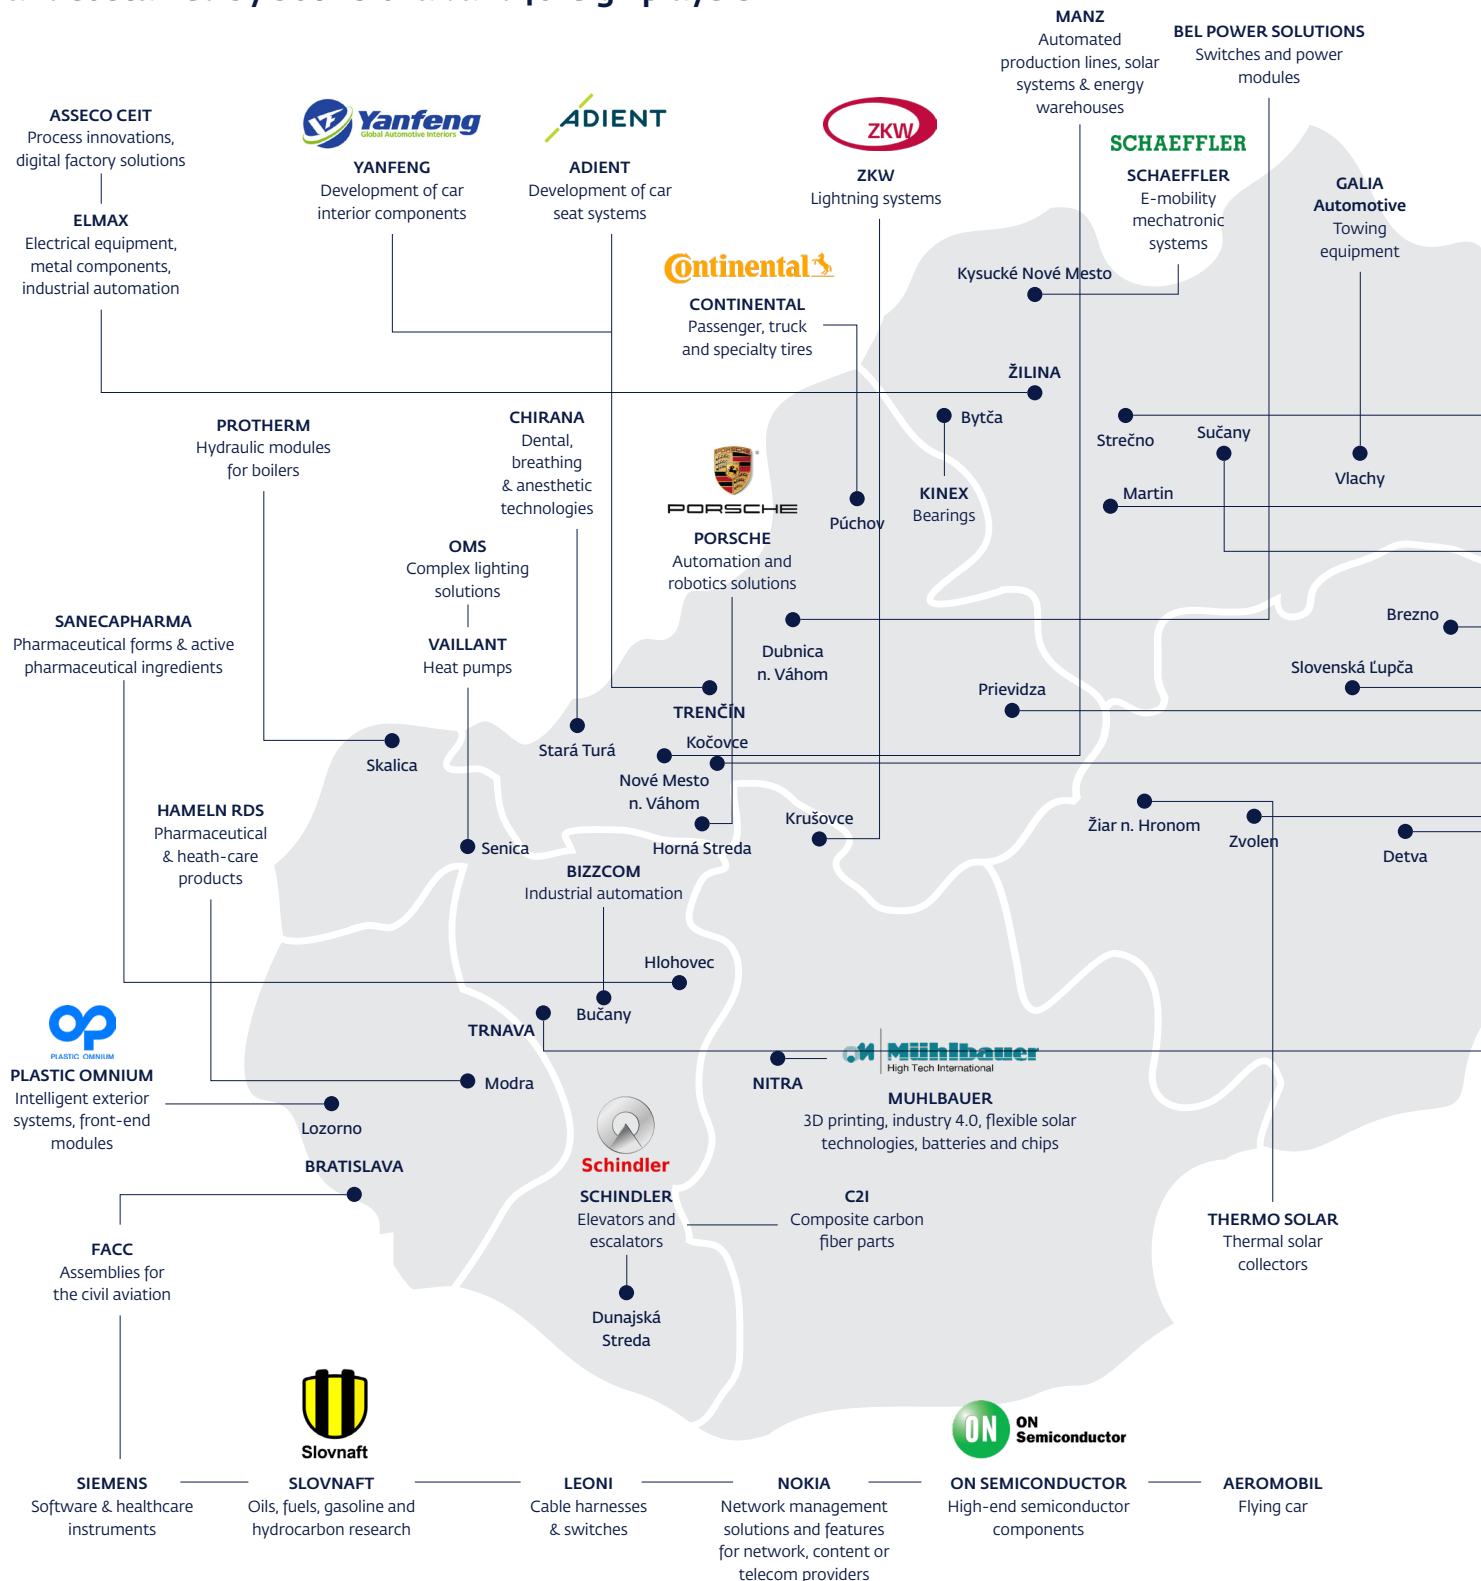 MANZ
Automated
production lines, solar
systems & energy
warehouses
BEL POWER SOLUTIONS
Switches and power
modules
ASSECO CEIT
Process innovations,
digital factory solutions
ELMAX
Electrical equipment,
metal components,
industrial automation
Yanfeng
Global Automotive Interiors
YANFENG
Development of car
interior components
ADIENT
ADIENT
Development of car
seat systems
ZKW
ZKW
Lightning systems
SCHAEFFLER
SCHAEFFLER
E-mobility
mechatronic
systems
GALIA
Automotive
Towing
equipment
Continental
CONTINENTAL
Passenger, truck
and specialty tires
Kysucké Nové Mesto
ŽILINA
Bytča
Strečno
Sučany
Vlachy
Martin
KINEX
Bearings
Púchov
PROTHERM
Hydraulic modules
for boilers
CHIRANA
Dental,
breathing
& anesthetic
technologies
PORSCHE
PORSCHE
PORSCHE
Automation and
robotics solutions
OMS
Complex lighting
solutions
VAILLANT
Heat pumps
SANECAPHARMA
Pharmaceutical forms & active
pharmaceutical ingredients
Brezno
Dubnica
n. Váhom
Slovenská Ľupča
Prievidza
TRENČÍN
Stará Turá
Kočovce
Skalica
Nové Mesto
n. Váhom
HAMELN RDS
Pharmaceutical
& heath-care
products
Krušovce
Žiar n. Hronom
Zvolen
Detva
Senica
Horná Streda
BIZZCOM
Industrial automation
Hlohovec
Bučany
TRNAVA
PLASTIC OMNIUM
PLASTIC OMNIUM
Intelligent exterior
systems, front-end
modules
Modra
Lozorno
NITRA
Mühlbauer
High Tech International
MUHLBAUER
3D printing, industry 4.0, flexible solar
technologies, batteries and chips
BRATISLAVA
Schindler
SCHINDLER
Elevators and
escalators
C2I
Composite carbon
fiber parts
THERMO SOLAR
Thermal solar
collectors
FACC
Assemblies for
the civil aviation
Dunajská
Streda
Slovnaft
ON
ON
Semiconductor
SIEMENS
Software & healthcare
instruments
SLOVNAFT
Oils, fuels, gasoline and
hydrocarbon research
LEONI
Cable harnesses
& switches
NOKIA
Network management
solutions and features
for network, content or
telecom providers
ON SEMICONDUCTOR
High-end semiconductor
components
AEROMOBIL
Flying car